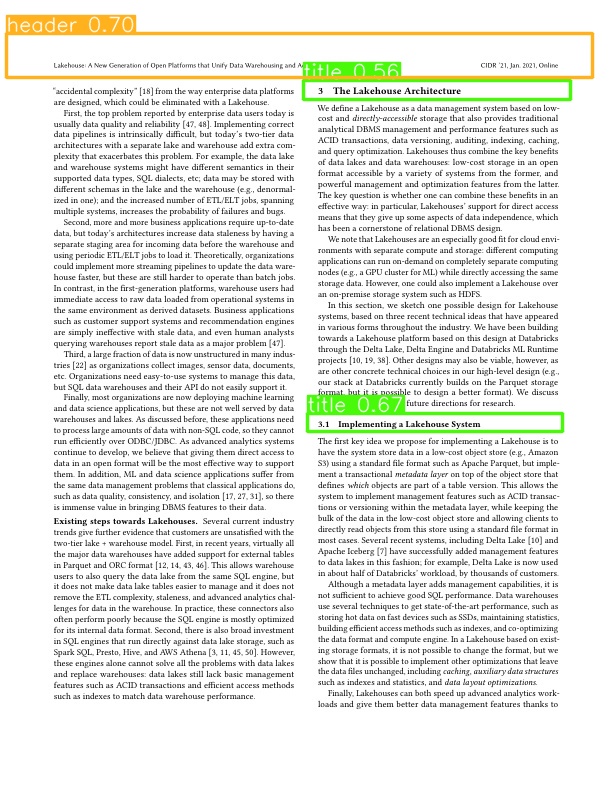 header 0.70
Lakehouse: A New Generation of Open Platforms that Unify Data Warehousing and A
CIDR '21, Jan. 2021, Online
"accidental complexity" [18] from the way enterprise data platforms
are designed, which could be eliminated with a Lakehouse.
First, the top problem reported by enterprise data users today is
usually data quality and reliability [47, 48]. Implementing correct
data pipelines is intrinsically difficult, but today's two-tier data
architectures with a separate lake and warehouse add extra com-
plexity that exacerbates this problem. For example, the data lake
and warehouse systems might have different semantics in their
supported data types, SQL dialects, etc; data may be stored with
different schemas in the lake and the warehouse (e.g., denormal-
ized in one); and the increased number of ETL/ELT jobs, spanning
multiple systems, increases the probability of failures and bugs.
Second, more and more business applications require up-to-date
data, but today's architectures increase data staleness by having a
separate staging area for incoming data before the warehouse and
using periodic ETL/ELT jobs to load it. Theoretically, organizations
could implement more streaming pipelines to update the data ware-
house faster, but these are still harder to operate than batch jobs.
In contrast, in the first-generation platforms, warehouse users had
immediate access to raw data loaded from operational systems in
the same environment as derived datasets. Business applications
such as customer support systems and recommendation engines
are simply ineffective with stale data, and even human analysts
querying warehouses report stale data as a major problem [47].
Third, a large fraction of data is now unstructured in many indus-
tries [22] as organizations collect images, sensor data, documents,
etc. Organizations need easy-to-use systems to manage this data,
but SQL data warehouses and their API do not easily support it.
Finally, most organizations are now deploying machine learning
and data science applications, but these are not well served by data
warehouses and lakes. As discussed before, these applications need
to process large amounts of data with non-SQL code, so they cannot
run efficiently over ODBC/JDBC. As advanced analytics systems
continue to develop, we believe that giving them direct access to
data in an open format will be the most effective way to support
them. In addition, ML and data science applications suffer from
the same data management problems that classical applications do,
such as data quality, consistency, and isolation [17, 27, 31], so there
is immense value in bringing DBMS features to their data.
Existing steps towards Lakehouses. Several current industry
trends give further evidence that customers are unsatisfied with the
two-tier lake + warehouse model. First, in recent years, virtually all
the major data warehouses have added support for external tables
in Parquet and ORC format [12, 14, 43, 46]. This allows warehouse
users to also query the data lake from the same SQL engine, but
it does not make data lake tables easier to manage and it does not
remove the ETL complexity, staleness, and advanced analytics chal-
lenges for data in the warehouse. In practice, these connectors also
often perform poorly because the SQL engine is mostly optimized
for its internal data format. Second, there is also broad investment
in SQL engines that run directly against data lake storage, such as
Spark SQL, Presto, Hive, and AWS Athena [3, 11, 45, 50]. However,
these engines alone cannot solve all the problems with data lakes
and replace warehouses: data lakes still lack basic management
features such as ACID transactions and efficient access methods
such as indexes to match data warehouse performance.
title 0.56
3 The Lakehouse Architecture
We define a Lakehouse as a data management system based on low-
cost and directly-accessible storage that also provides traditional
analytical DBMS management and performance features such as
ACID transactions, data versioning, auditing, indexing, caching,
and query optimization. Lakehouses thus combine the key benefits
of data lakes and data warehouses: low-cost storage in an open
format accessible by a variety of systems from the former, and
powerful management and optimization features from the latter.
The key question is whether one can combine these benefits in an
effective way: in particular, Lakehouses' support for direct access
means that they give up some aspects of data independence, which
has been a cornerstone of relational DBMS design.
We note that Lakehouses are an especially good fit for cloud envi-
ronments with separate compute and storage: different computing
applications can run on-demand on completely separate computing
nodes (e.g., a GPU cluster for ML) while directly accessing the same
storage data. However, one could also implement a Lakehouse over
an on-premise storage system such as HDFS.
In this section, we sketch one possible design for Lakehouse
systems, based on three recent technical ideas that have appeared
in various forms throughout the industry. We have been building
towards a Lakehouse platform based on this design at Databricks
through the Delta Lake, Delta Engine and Databricks ML Runtime
projects [10, 19, 38]. Other designs may also be viable, however, as
are other concrete technical choices in our high-level design (e.g.,
our stack at Databricks currently builds on the Parquet storage
format, but it is possible to design a better format). We discuss
future directions for research.
title 0.67
3.1 Implementing a Lakehouse System
The first key idea we propose for implementing a Lakehouse is to
have the system store data in a low-cost object store (e.g., Amazon
S3) using a standard file format such as Apache Parquet, but imple-
ment a transactional metadata layer on top of the object store that
defines which objects are part of a table version. This allows the
system to implement management features such as ACID transac-
tions or versioning within the metadata layer, while keeping the
bulk of the data in the low-cost object store and allowing clients to
directly read objects from this store using a standard file format in
most cases. Several recent systems, including Delta Lake [10] and
Apache Iceberg [7] have successfully added management features
to data lakes in this fashion; for example, Delta Lake is now used
in about half of Databricks' workload, by thousands of customers.
Although a metadata layer adds management capabilities, it is
not sufficient to achieve good SQL performance. Data warehouses
use several techniques to get state-of-the-art performance, such as
storing hot data on fast devices such as SSDs, maintaining statistics,
building efficient access methods such as indexes, and co-optimizing
the data format and compute engine. In a Lakehouse based on exist-
ing storage formats, it is not possible to change the format, but we
show that it is possible to implement other optimizations that leave
the data files unchanged, including caching, auxiliary data structures
such as indexes and statistics, and data layout optimizations.
Finally, Lakehouses can both speed up advanced analytics work-
loads and give them better data management features thanks to